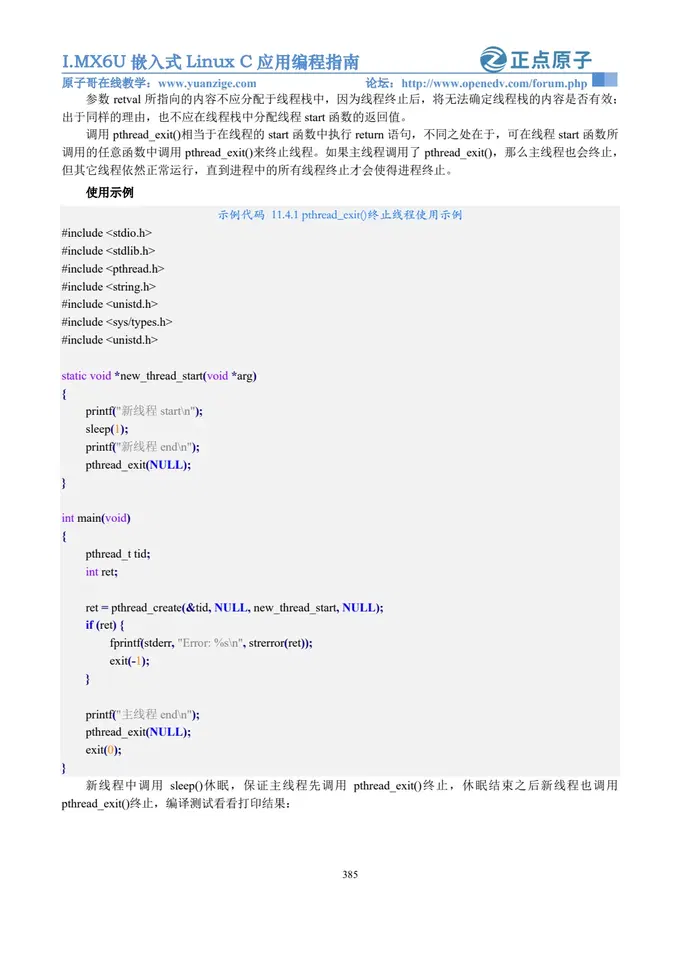 I.MX6U 嵌入式 Linux C 应用编程指南
正点原子
原子哥在线教学：www.yuanzige.com 论坛：http://www.openedv.com/forum.php
参数 retval 所指向的内容不应分配于线程栈中，因为线程终止后，将无法确定线程栈的内容是否有效；
出于同样的理由，也不应在线程栈中分配线程 start 函数的返回值。
调用 pthread_exit()相当于在线程的 start 函数中执行 return 语句，不同之处在于，可在线程 start 函数所
调用的任意函数中调用 pthread_exit()来终止线程。如果主线程调用了 pthread_exit()，那么主线程也会终止，
但其它线程依然正常运行，直到进程中的所有线程终止才会使得进程终止。
使用示例
示例代码 11.4.1 pthread_exit()终止线程使用示例
#include <stdio.h>
#include <stdlib.h>
#include <pthread.h>
#include <string.h>
#include <unistd.h>
#include <sys/types.h>
#include <unistd.h>
static void *new_thread_start(void *arg)
{
printf("新线程 start\n");
sleep(1);
printf("新线程 end\n");
pthread_exit(NULL);
}
int main(void)
{
pthread_t tid;
int ret;
ret = pthread_create(&tid, NULL, new_thread_start, NULL);
if (ret) {
fprintf(stderr, "Error: %s\n", strerror(ret));
exit(-1);
}
printf("主线程 end\n");
pthread_exit(NULL);
exit(0);
}
新线程中调用 sleep()休眠，保证主线程先调用 pthread_exit()终止，休眠结束之后新线程也调用
pthread_exit()终止，编译测试看看打印结果：
385